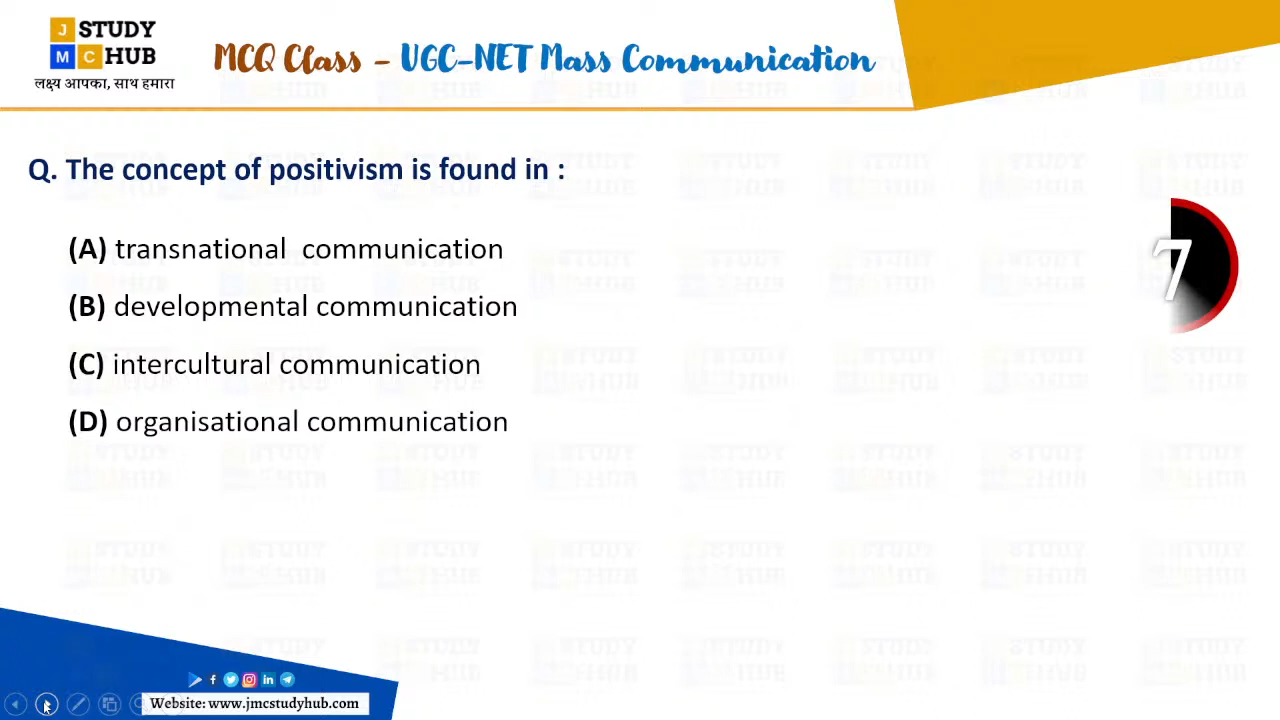 J STUDY
M C HUB
लक्ष्य आपका, साथ हमारा
MCQ Class - UGC-NET Mass Communication
Q. The concept of positivism is found in :
(A) transnational communication
(B) developmental communication
(C) intercultural communication
(D) organisational communication
7
Website: www.jmcstudyhub.com